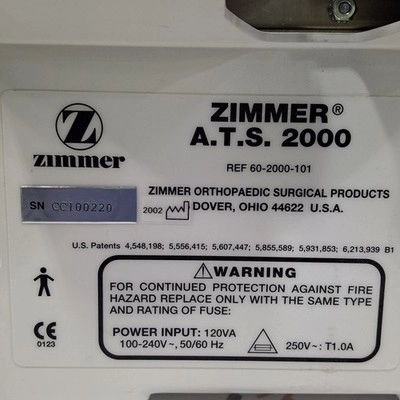 ZIMMER®
A.T.S. 2000
Z
zimmer
REF 60-2000-101
SN CC100220
ZIMMER ORTHOPAEDIC SURGICAL PRODUCTS
2002 DOVER, OHIO 44622 U.S.A.
U.S. Patents 4,548,198; 5,556,415; 5,607,447; 5,855,589; 5,931,853; 6,213,939 B1
WARNING
FOR CONTINUED PROTECTION AGAINST FIRE
HAZARD REPLACE ONLY WITH THE SAME TYPE
AND RATING OF FUSE:
POWER INPUT: 120VA
100-240V~, 50/60 Hz
250V~: T1.0A
CE
0123